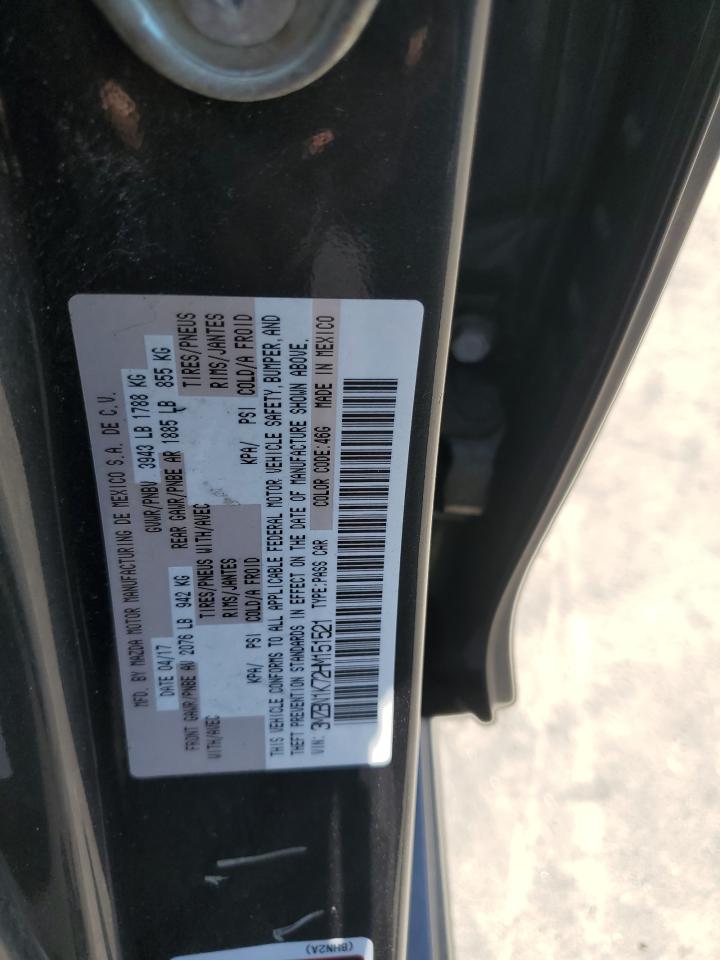 MFD. BY MAZDA MOTOR MANUFACTURING DE MEXICO S.A. DE C.V.
DATE 04/17 GVWR/PNBV 3943 LB 1788 KG
FRONT GAWR/PNBE AV 2076 LB 942 KG REAR GAWR/PNBE AR 1885 LB 855 KG
WITH/AVEC TIRES/PNEUS WITH/AVEC TIRES/PNEUS
RIMS/JANTES RIMS/JANTES
KPA/ PSI COLD/A FROID KPA/ PSI COLD/A FROID
THIS VEHICLE CONFORMS TO ALL APPLICABLE FEDERAL MOTOR VEHICLE SAFETY, BUMPER, AND
THEFT PREVENTION STANDARDS IN EFFECT ON THE DATE OF MANUFACTURE SHOWN ABOVE.
VIN: 3MZBN1K72HM151521 TYPE:PASS CAR COLOR CODE:46G MADE IN MEXICO
(BHN2A)